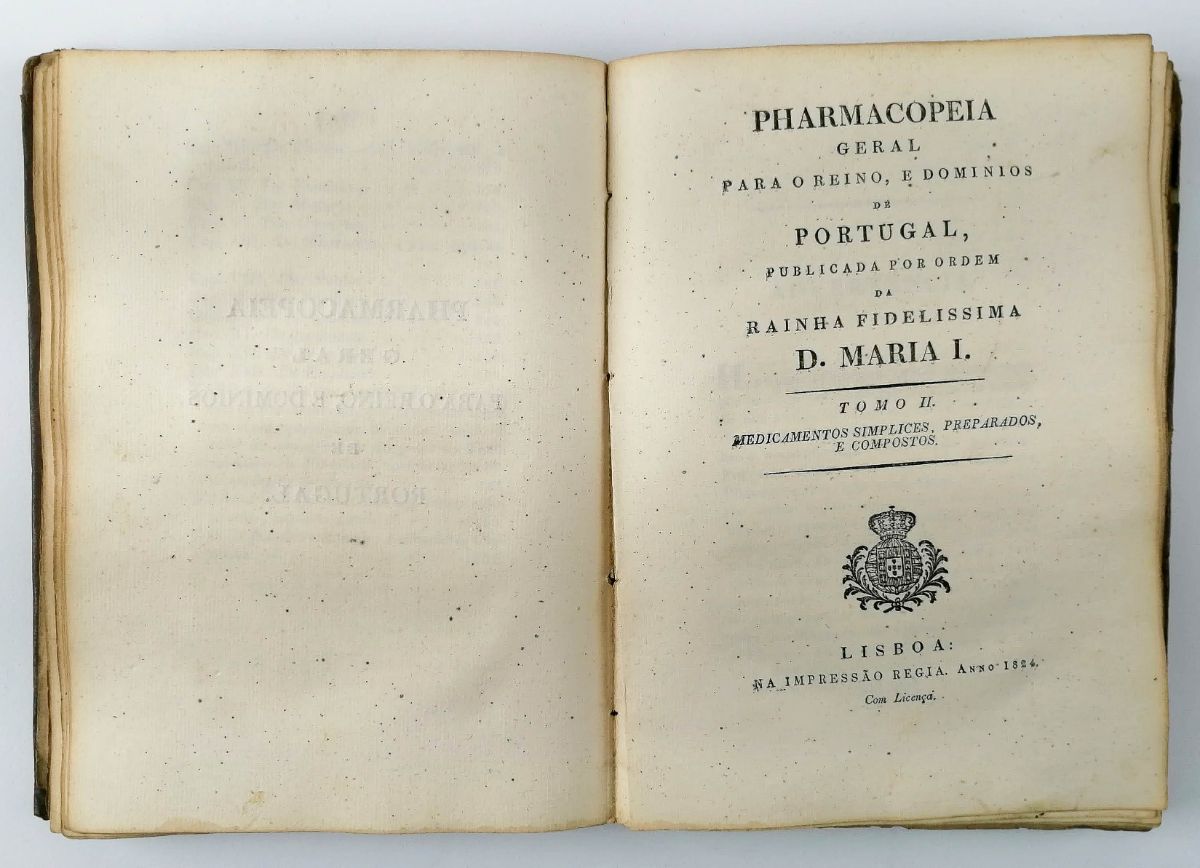 PHARMACOPEIA
GERAL
PARA O REINO, E DOMINIOS
DE
PORTUGAL,
PUBLICADA POR ORDEM
DA
RAINHA FIDELISSIMA
D. MARIA I.
TOMO II.
MEDICAMENTOS SIMPLICES, PREPARADOS,
E COMPOSTOS.
LISBOA:
NA IMPRESSÃO REGIA. ANNO 1824.
Com Licença.